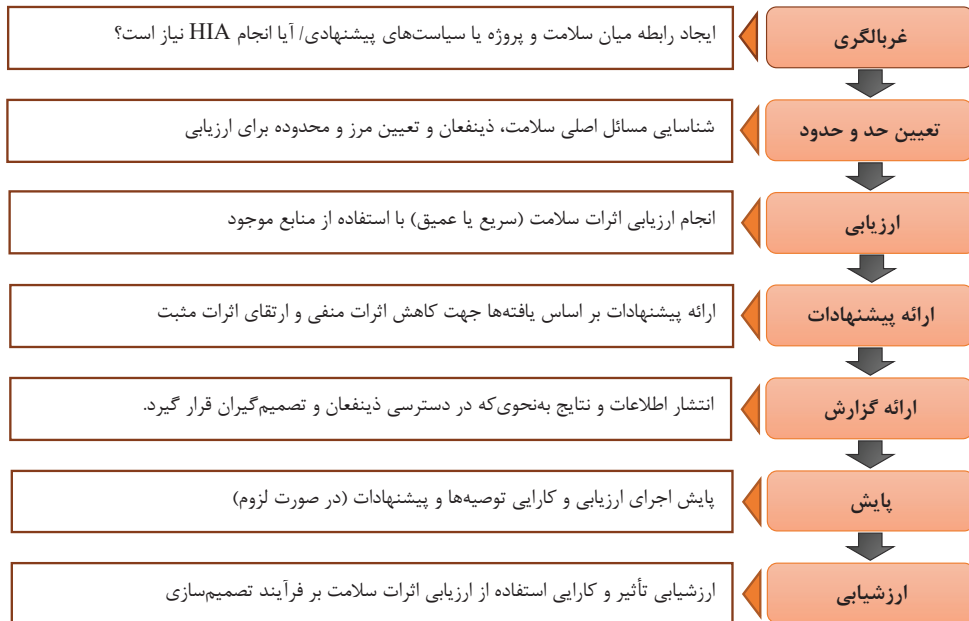 غربالگری
ایجاد رابطه میان سلامت و پروژه یا سیاست‌های پیشنهادی/ آیا انجام HIA نیاز است؟
تعیین حد و حدود
شناسایی مسائل اصلی سلامت، ذینفعان و تعیین مرز و محدوده برای ارزیابی
ارزیابی
انجام ارزیابی اثرات سلامت (سریع یا عمیق) با استفاده از منابع موجود
ارائه پیشنهادات
ارائه پیشنهادات بر اساس یافته‌ها جهت کاهش اثرات منفی و ارتقای اثرات مثبت
ارائه گزارش
انتشار اطلاعات و نتایج به‌نحوی‌که در دسترسی ذینفعان و تصمیم‌گیران قرار گیرد.
پایش
پایش اجرای ارزیابی و کارایی توصیه‌ها و پیشنهادات (در صورت لزوم)
ارزشیابی
ارزشیابی تأثیر و کارایی استفاده از ارزیابی اثرات سلامت بر فرآیند تصمیم‌سازی